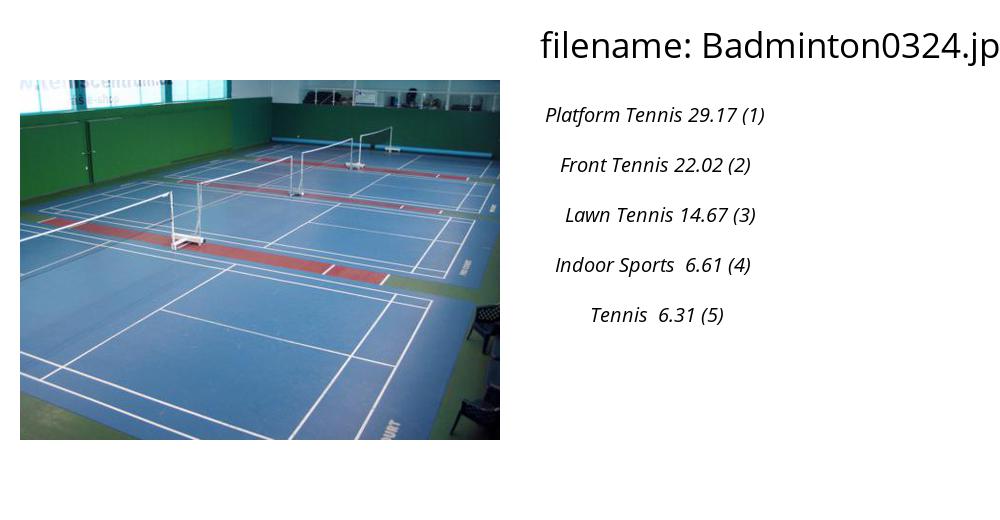 filename: Badminton0324.jp
Platform Tennis 29.17 (1)
Front Tennis 22.02 (2)
Lawn Tennis 14.67 (3)
Indoor Sports 6.61 (4)
Tennis 6.31 (5)